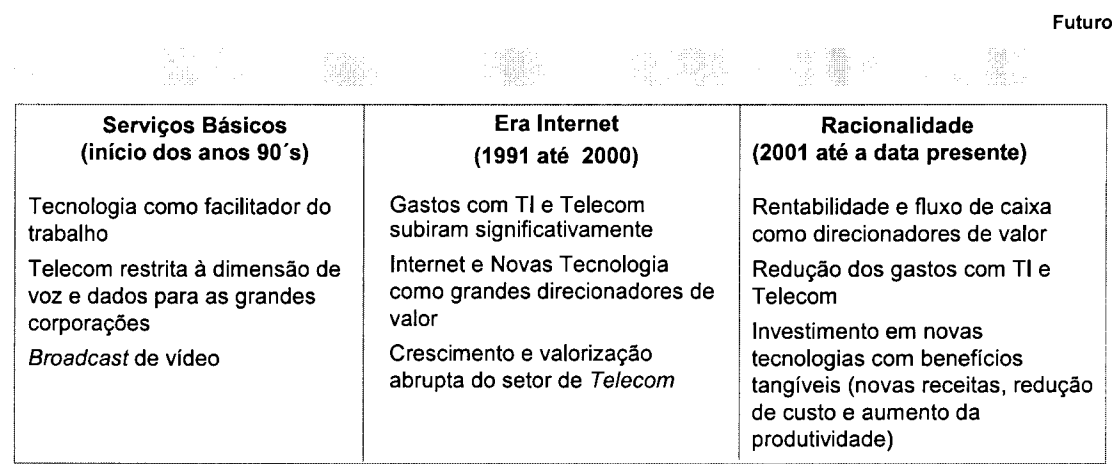 Futuro
Serviços Básicos
(início dos anos 90´s)
Tecnologia como facilitador do
trabalho
Telecom restrita à dimensão de
voz e dados para as grandes
corporações
Broadcast de vídeo
Era Internet
(1991 até 2000)
Gastos com TI e Telecom
subiram significativamente
Internet e Novas Tecnologia
como grandes direcionadores de
valor
Crescimento e valorização
abrupta do setor de Telecom
Racionalidade
(2001 até a data presente)
Rentabilidade e fluxo de caixa
como direcionadores de valor
Redução dos gastos com TI e
Telecom
Investimento em novas
tecnologias com benefícios
tangíveis (novas receitas, redução
de custo e aumento da
produtividade)